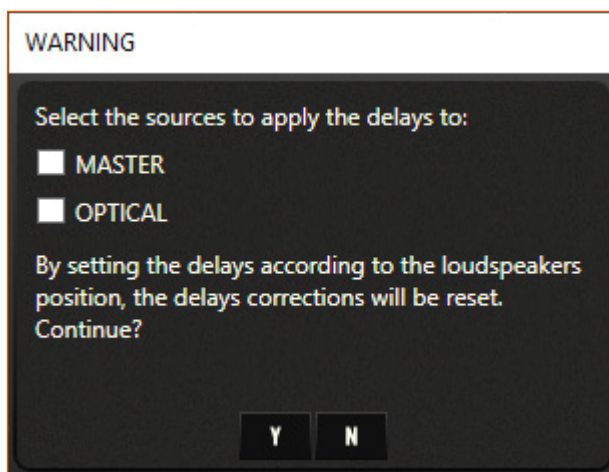 WARNING
Select the sources to apply the delays to:
MASTER
OPTICAL
By setting the delays according to the loudspeakers
position, the delays corrections will be reset.
Continue?
Y N